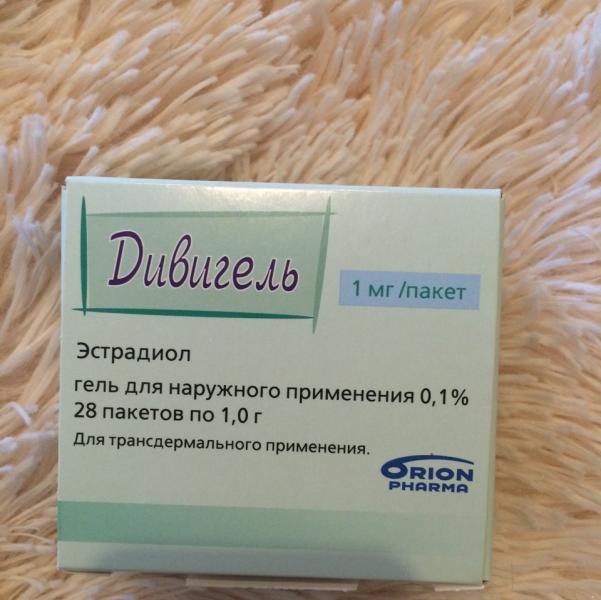 Дивигель
1 мг /пакет
Эстрадиол
гель для наружного применения 0,1%
28 пакетов по 1,0 г
Для трансдермального применения.
ORION
PHARMA